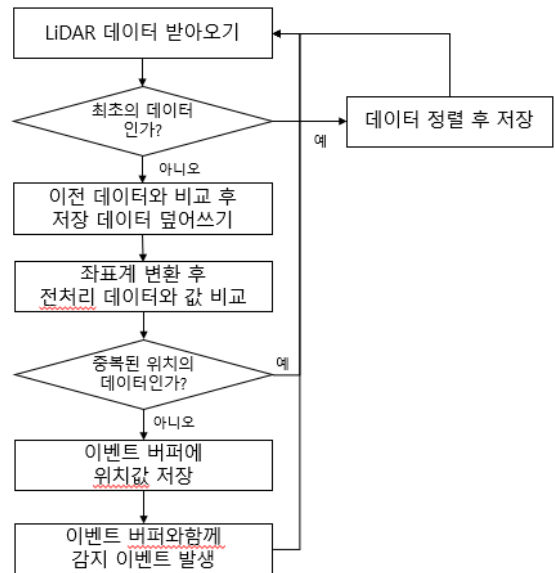 LiDAR 데이터 받아오기
최초의 데이터
인가?
예
데이터 정렬 후 저장
아니오
이전 데이터와 비교 후
저장 데이터 덮어쓰기
좌표계 변환 후
전처리 데이터와 값 비교
중복된 위치의
데이터인가?
예
아니오
이벤트 버퍼에
위치값 저장
이벤트 버퍼와함께
감지 이벤트 발생